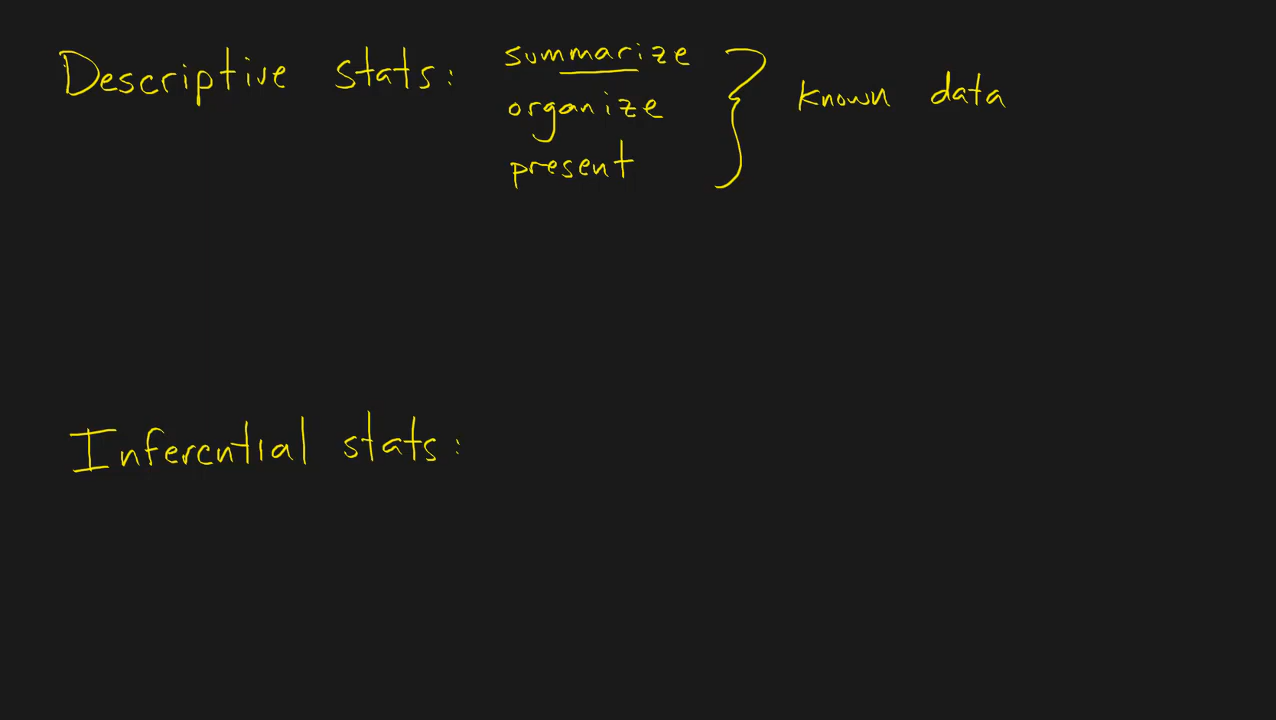 Descriptive stats:
summarize
organize
present
known data
Inferential stats: